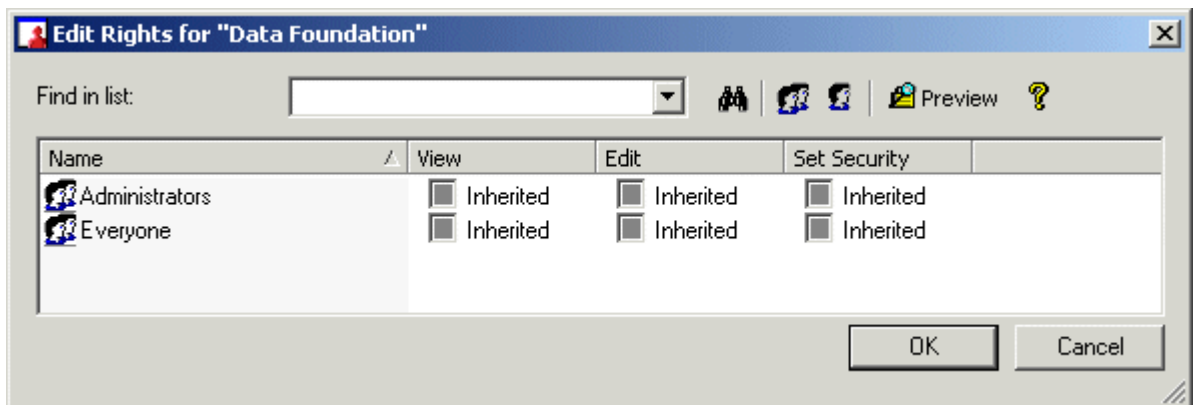 Edit Rights for "Data Foundation"
Find in list:
Preview
Name View Edit Set Security
Administrators Inherited Inherited Inherited
Everyone Inherited Inherited Inherited
OK Cancel